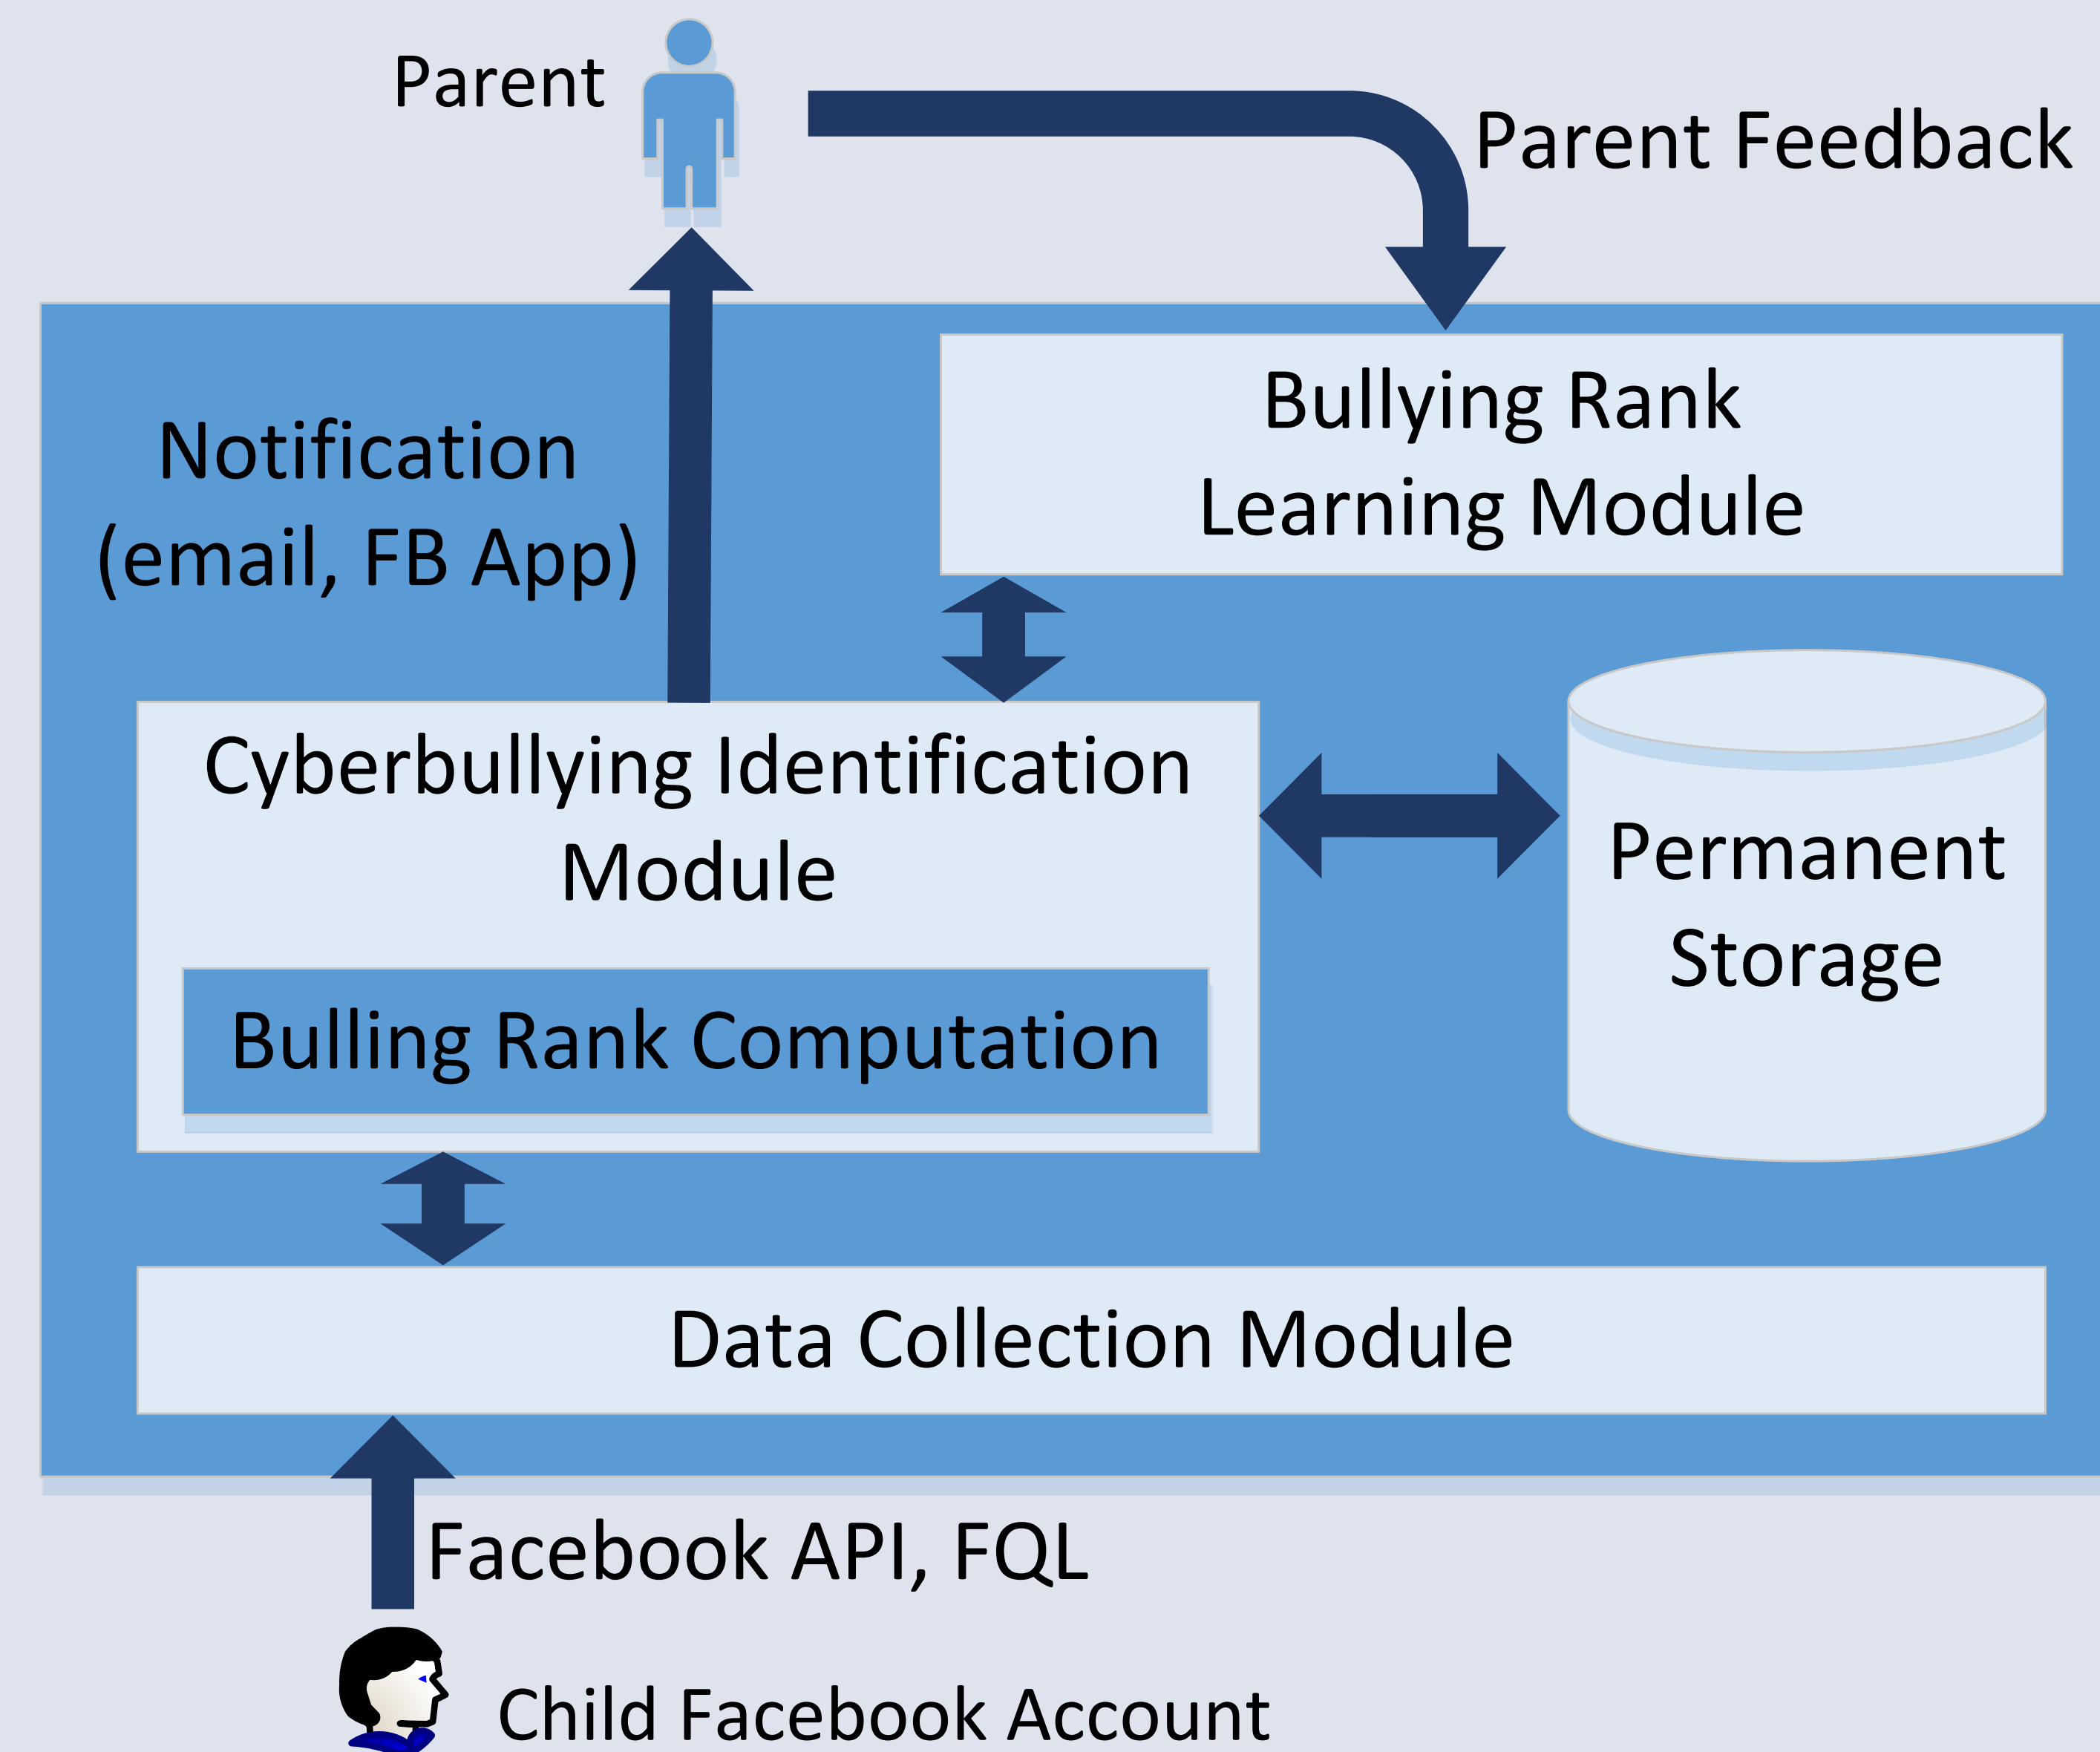 Parent
Parent Feedback
Bullying Rank
Learning Module
Notification
(email, FB App)
Cyberbullying Identification
Module
Bulling Rank Computation
Permanent
Storage
Data Collection Module
Facebook API, FQL
Child Facebook Account